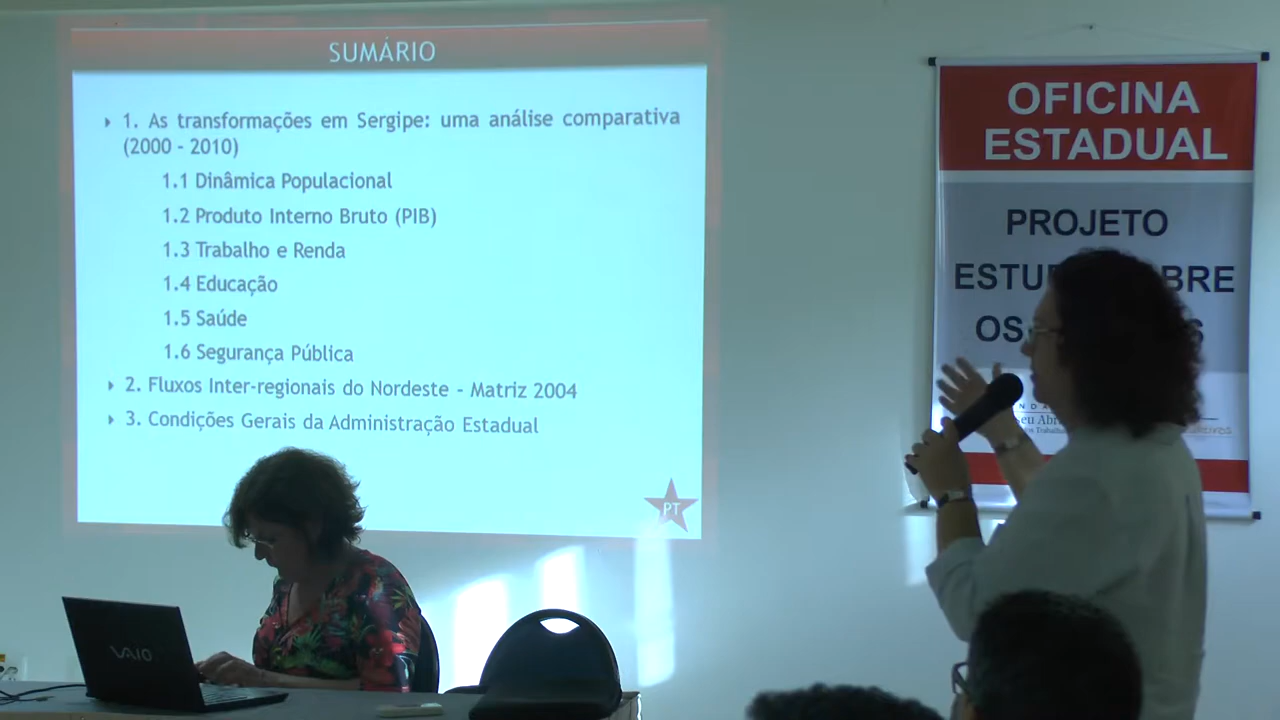 SUMÁRIO
1. As transformações em Sergipe: uma análise comparativa
(2000 - 2010)
1.1 Dinâmica Populacional
1.2 Produto Interno Bruto (PIB)
1.3 Trabalho e Renda
1.4 Educação
1.5 Saúde
1.6 Segurança Pública
2. Fluxos Inter-regionais do Nordeste - Matriz 2004
3. Condições Gerais da Administração Estadual
PT
OFICINA
ESTADUAL
PROJETO
OS
VAIO